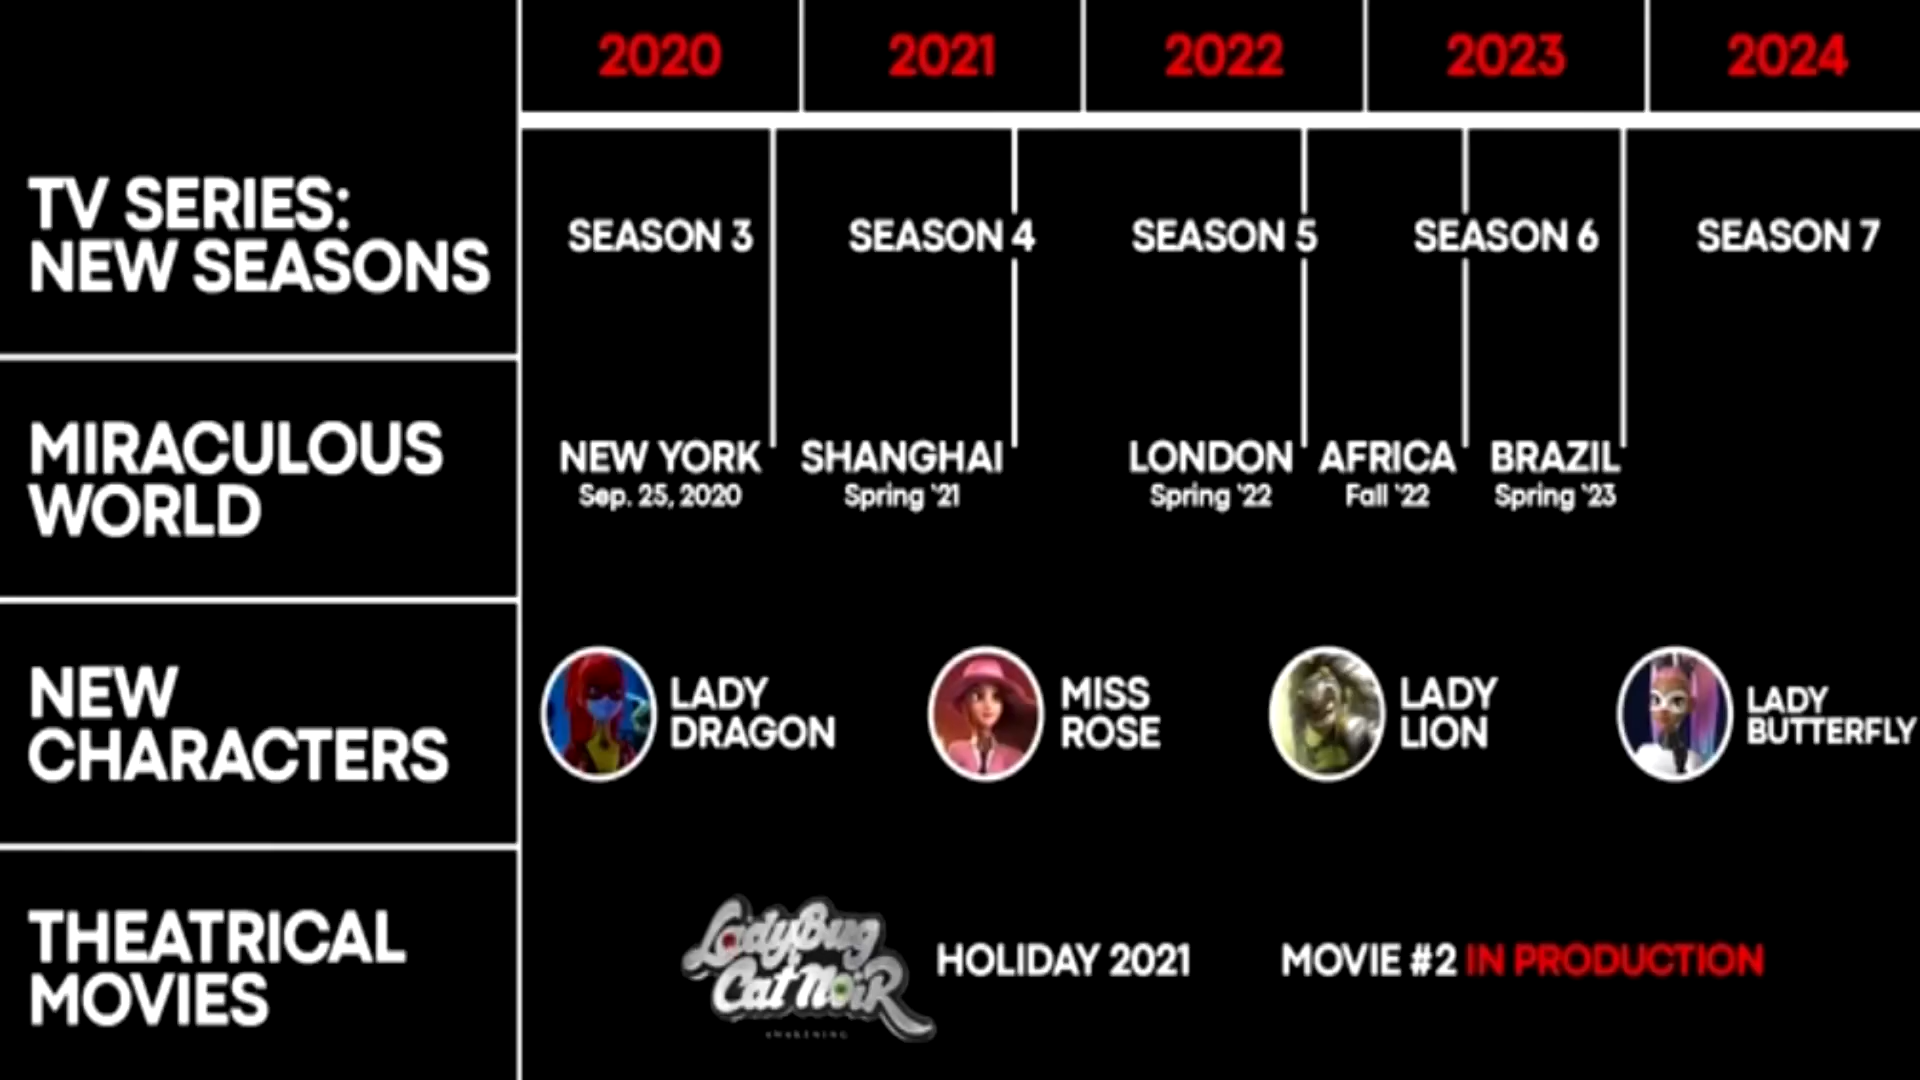 2020
2021
2022
2023
2024
TV SERIES:
NEW SEASONS
SEASON 3
SEASON 4
SEASON 5
SEASON 6
SEASON 7
MIRACULOUS
WORLD
NEW YORK
Sep. 25, 2020
SHANGHAI
Spring '21
LONDON
Spring '22
AFRICA
Fall '22
BRAZIL
Spring '23
NEW
CHARACTERS
LADY
DRAGON
MISS
ROSE
LADY
LION
LADY
BUTTERFLY
THEATRICAL
MOVIES
LadyBug
Cat Noir
AWAKENING
HOLIDAY 2021
MOVIE #2 IN PRODUCTION